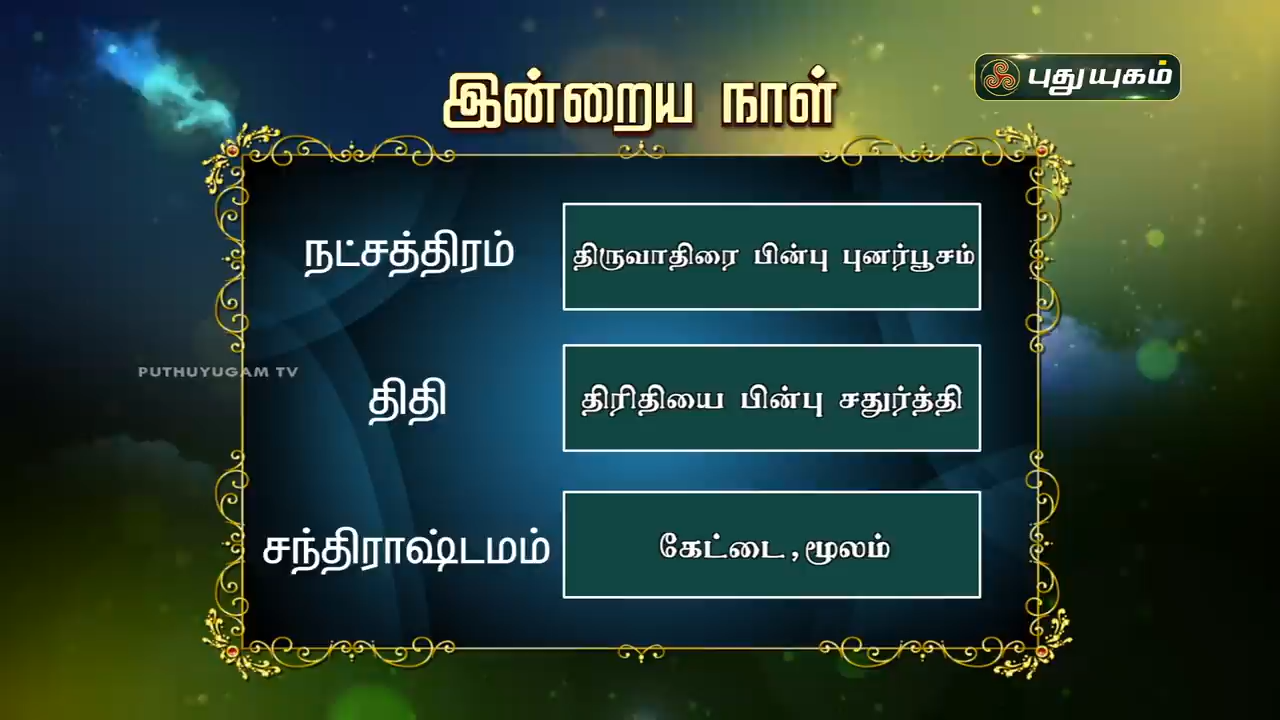 இன்றைய நாள்
புதுயுகம்
நட்சத்திரம்
திருவாதிரை பின்பு புனர்பூசம்
PUTHUYUGAM TV
திதி
திரிதியை பின்பு சதுர்த்தி
சந்திராஷ்டமம்
கேட்டை,மூலம்